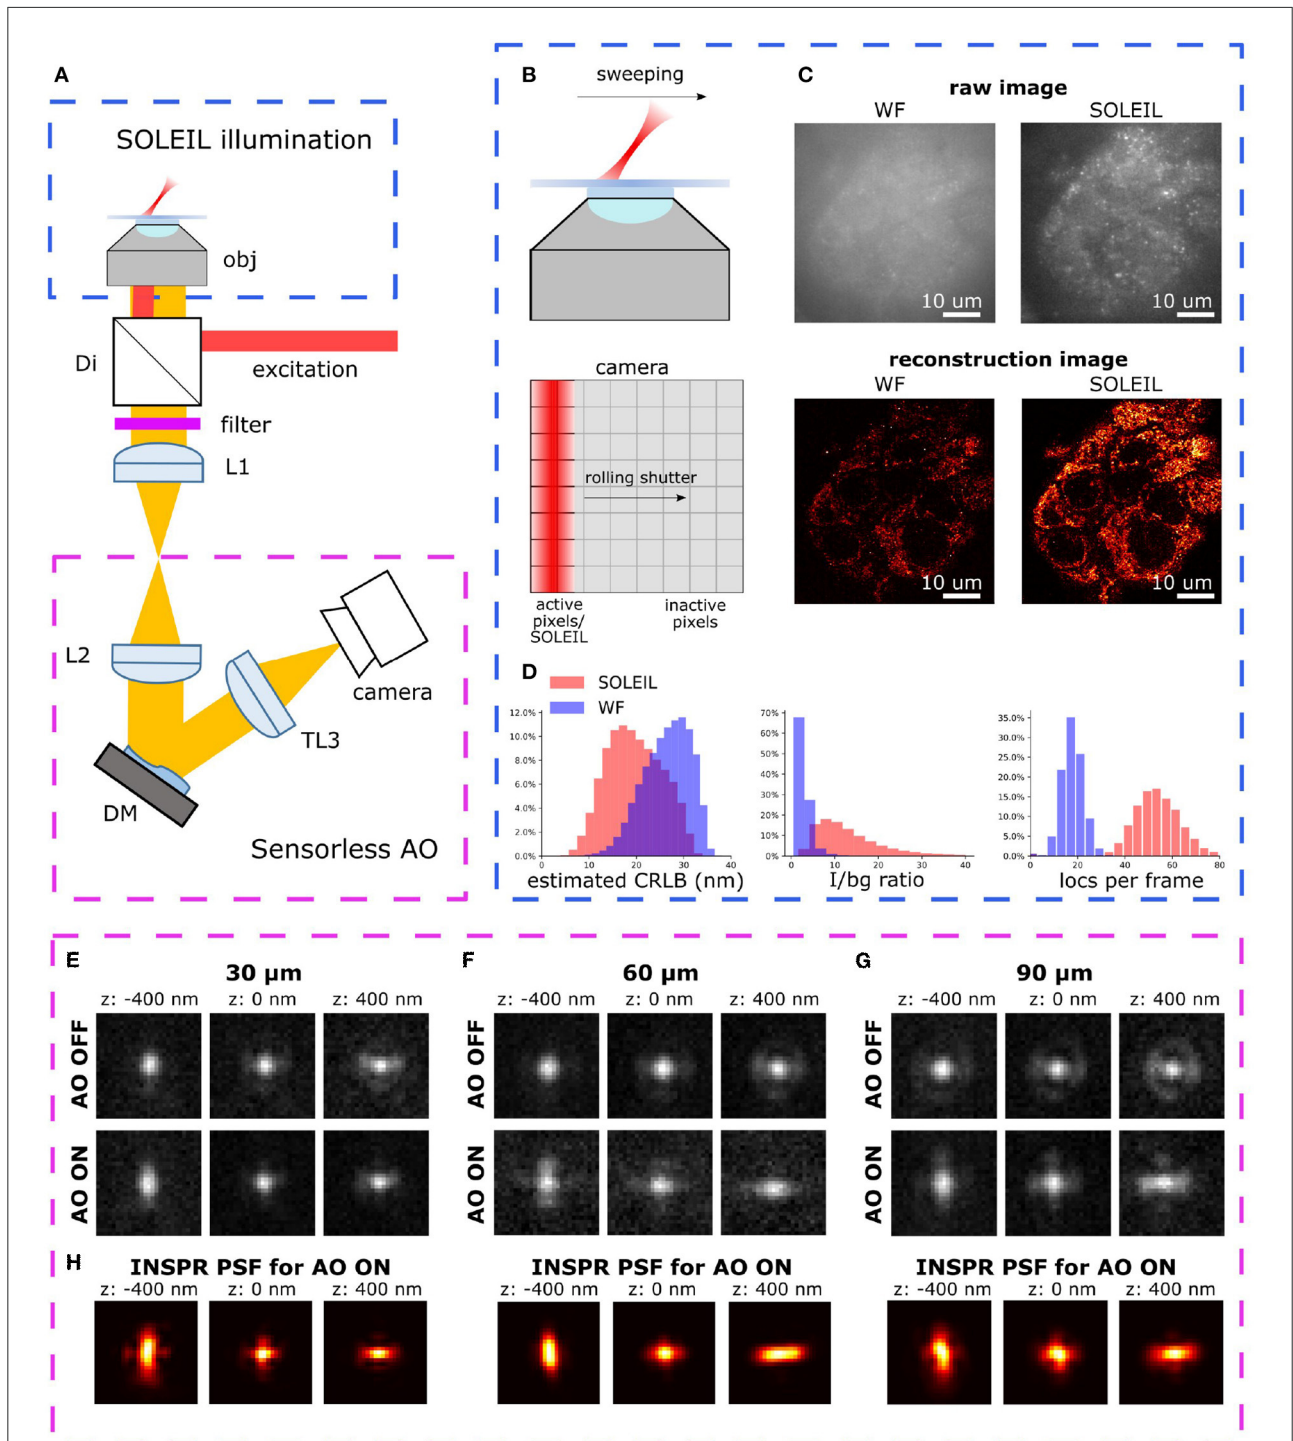 A
SOLEIL illumination
obj
Di
excitation
filter
L1
L2
camera
TL3
DM
Sensorless AO
B
sweeping
camera
rolling shutter
active
pixels/
SOLEIL
inactive
pixels
C
raw image
WF SOLEIL
10 um 10 um
reconstruction image
WF SOLEIL
10 um 10 um
D
SOLEIL
WF
12.0%
10.0%
8.0%
6.0%
4.0%
2.0%
0.0%
0 10 20 30 40
estimated CRLB (nm)
70%
60%
50%
40%
30%
20%
10%
0%
0 10 20 30 40
I/bg ratio
35.0%
30.0%
25.0%
20.0%
15.0%
10.0%
5.0%
0.0%
0 20 40 60 80
locs per frame
E
30 µm
z: -400 nm z: 0 nm z: 400 nm
AO OFF
AO ON
F
60 µm
z: -400 nm z: 0 nm z: 400 nm
AO OFF
AO ON
G
90 µm
z: -400 nm z: 0 nm z: 400 nm
AO OFF
AO ON
H
INSPR PSF for AO ON
z: -400 nm z: 0 nm z: 400 nm
INSPR PSF for AO ON
z: -400 nm z: 0 nm z: 400 nm
INSPR PSF for AO ON
z: -400 nm z: 0 nm z: 400 nm